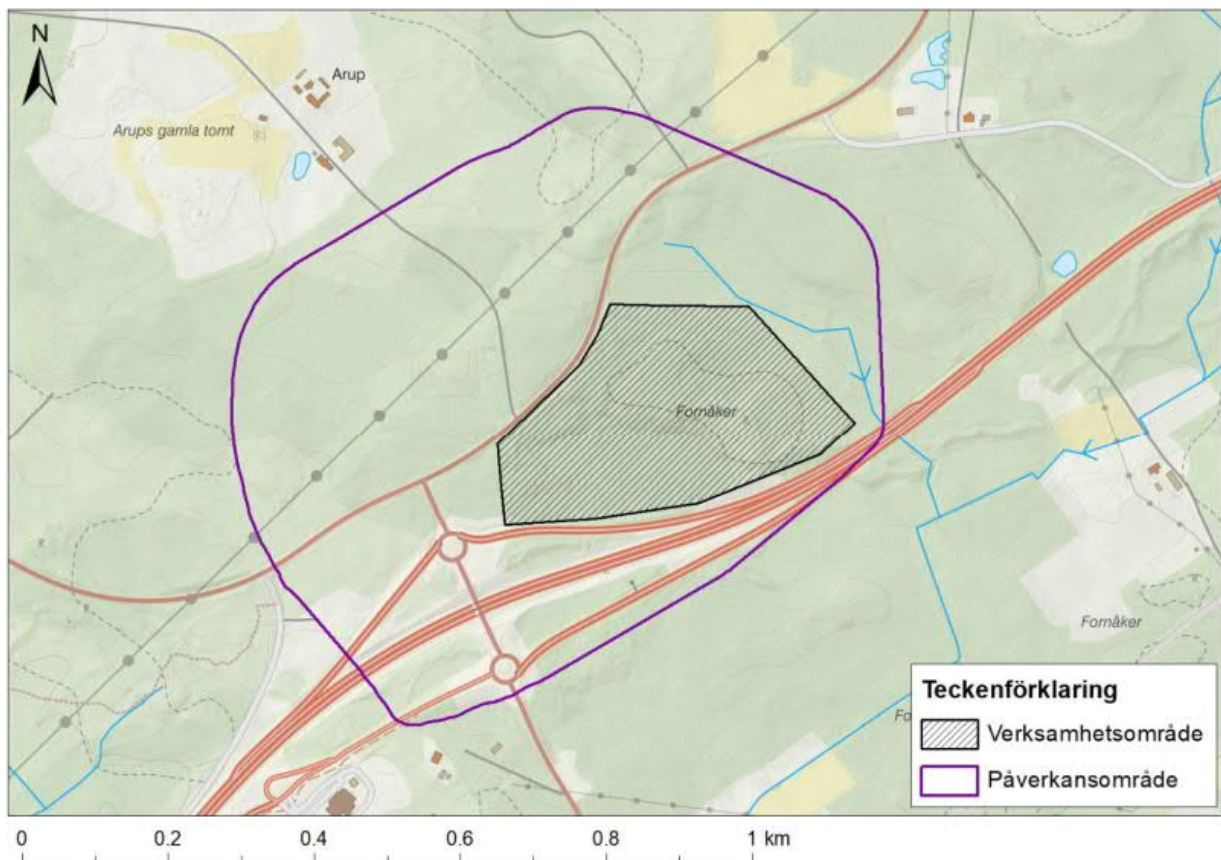 N
Arup
Arups gamla tomt
Fornåker
Fornåker
Teckenförklaring
Verksamhetsområde
Påverkansområde
0 0.2 0.4 0.6 0.8 1 km